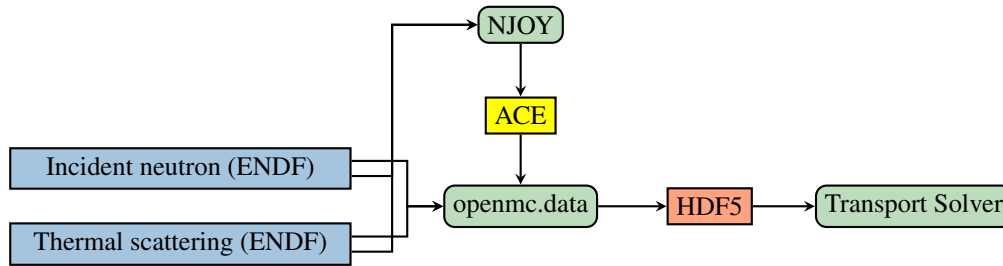 NJOY
ACE
Incident neutron (ENDF)
Thermal scattering (ENDF)
openmc.data
HDF5
Transport Solver